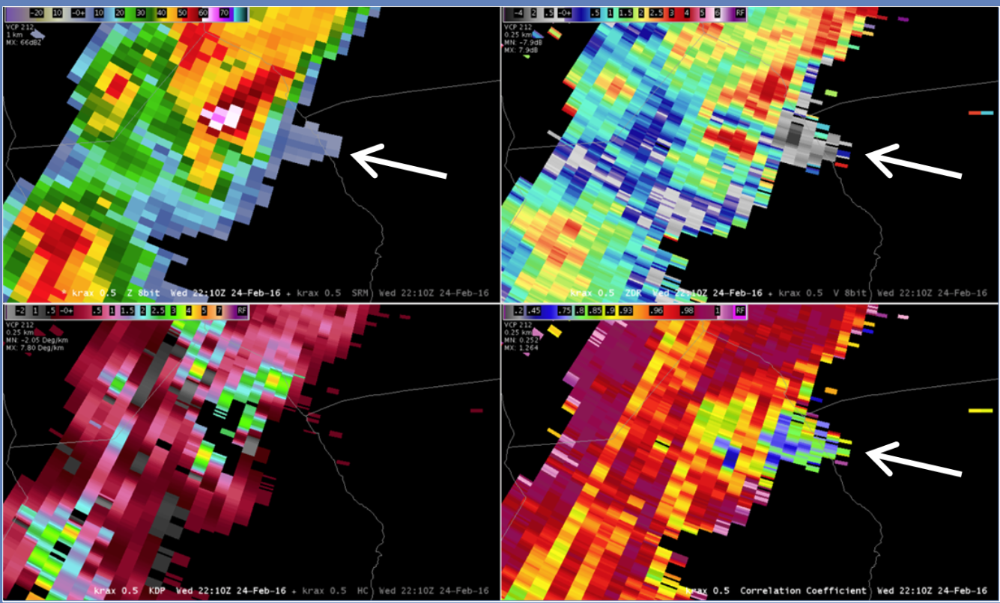 -20 10 -0+ 10 20 30 40 50 60 70
VCP 212
1 km
MX: 66dBZ
* krax 0.5 Z 8bit Wed 22:10Z 24-Feb-16 + krax 0.5 SRM Wed 22:10Z 24-Feb-16
-4 2 .5 -0+ .5 1 1.5 2 2.5 3 4 5 6 RF
VCP 212
0.25 km
MN: -7.9dB
MX: 7.9dB
krax 0.5 ZDR Wed 22:10Z 24-Feb-16 + krax 0.5 V 8bit Wed 22:10Z 24-Feb-16
-2 1 .5 -0+ .5 1 1.5 2 2.5 3 4 5 7 RF
VCP 212
0.25 km
MN: -2.05 Deg/km
MX: 7.80 Deg/km
krax 0.5 KDP Wed 22:10Z 24-Feb-16 + krax 0.5 HC Wed 22:10Z 24-Feb-16
.2 .45 .75 .8 .85 .9 .93 .96 .98 1 RF
VCP 212
0.25 km
MN: 0.252
MX: 1.264
krax 0.5 Correlation Coefficient Wed 22:10Z 24-Feb-16